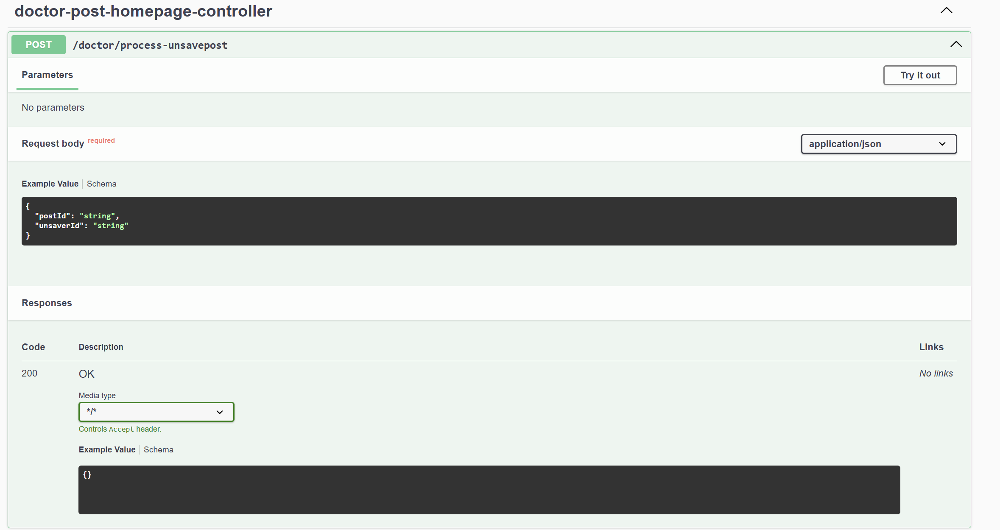 doctor-post-homepage-controller
POST /doctor/process-unsavepost
Parameters
Try it out
No parameters
Request body required
application/json
Example Value | Schema
{
  "postId": "string",
  "unsaverId": "string"
}
Responses
Code Description Links
200 OK No links
Media type
*/*
Controls Accept header.
Example Value | Schema
{}